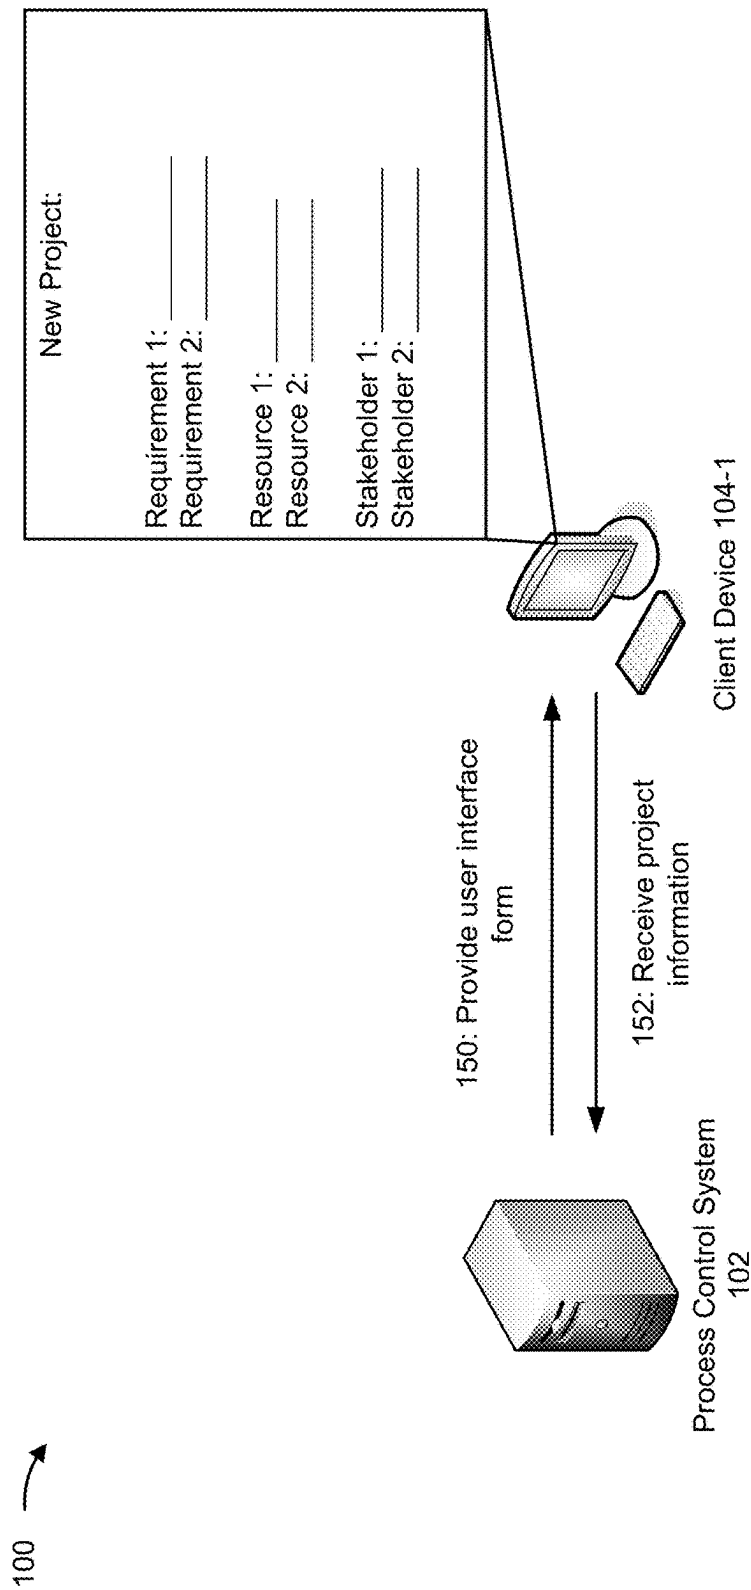 100
New Project:
Requirement 1:
Requirement 2:
Resource 1:
Resource 2:
Stakeholder 1:
Stakeholder 2:
150: Provide user interface
form
152: Receive project
information
Process Control System
102
Client Device 104-1